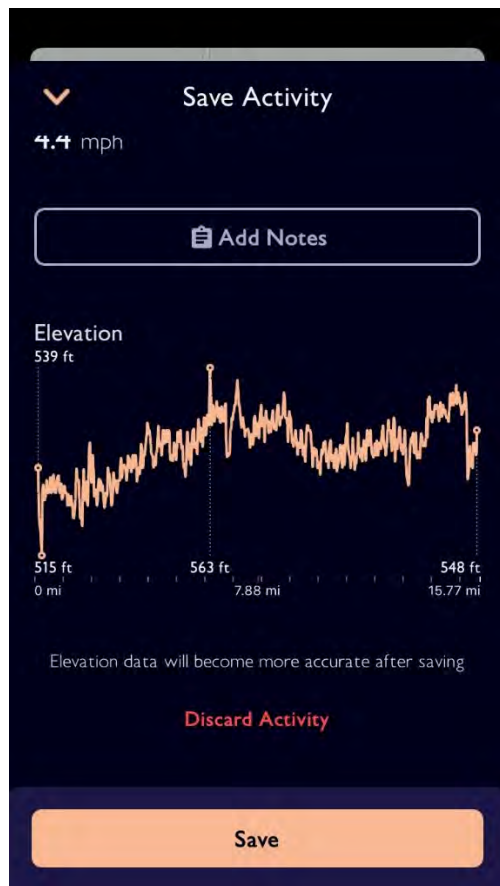 Save Activity
4.4 mph
Add Notes
Elevation
539 ft
515 ft 563 ft 548 ft
0 mi 7.88 mi 15.77 mi
Elevation data will become more accurate after saving
Discard Activity
Save